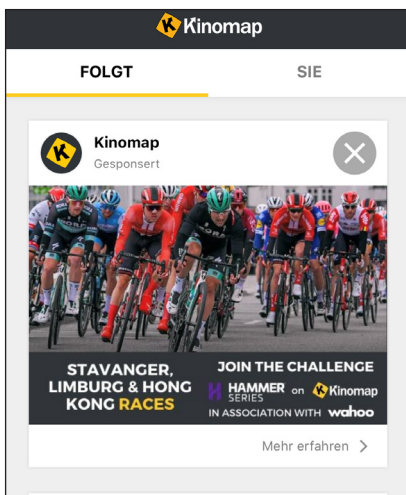 Kinomap
FOLGT SIE
Kinomap
Gesponsert
STAVANGER,
LIMBURG & HONG
KONG RACES
JOIN THE CHALLENGE
HAMMER
SERIES on Kinomap
IN ASSOCIATION WITH wahoo
Mehr erfahren